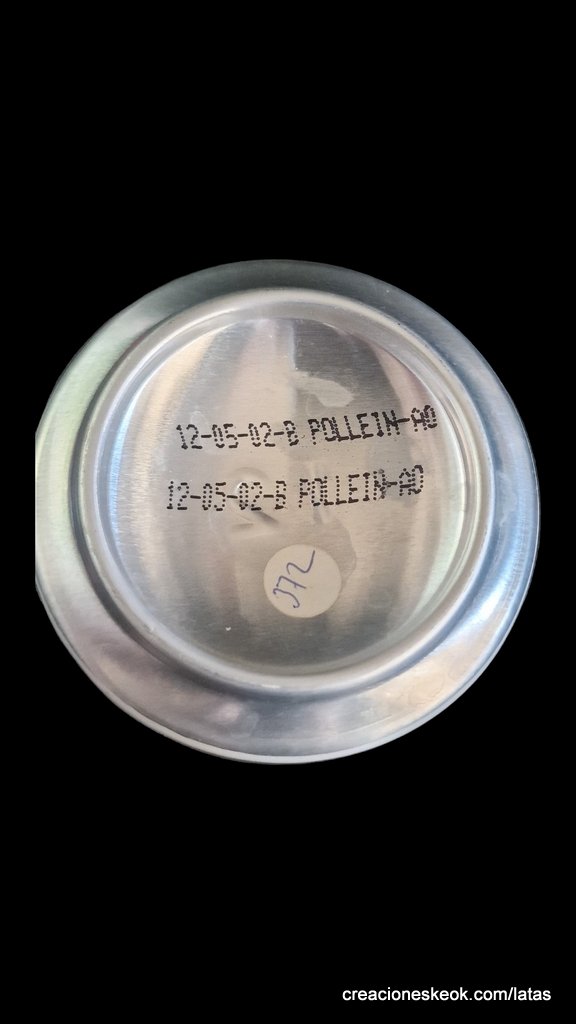 12-05-02-B POLLEIN-AO
12-05-02-B POLLEIN-AO
372
creacioneskeok.com/latas